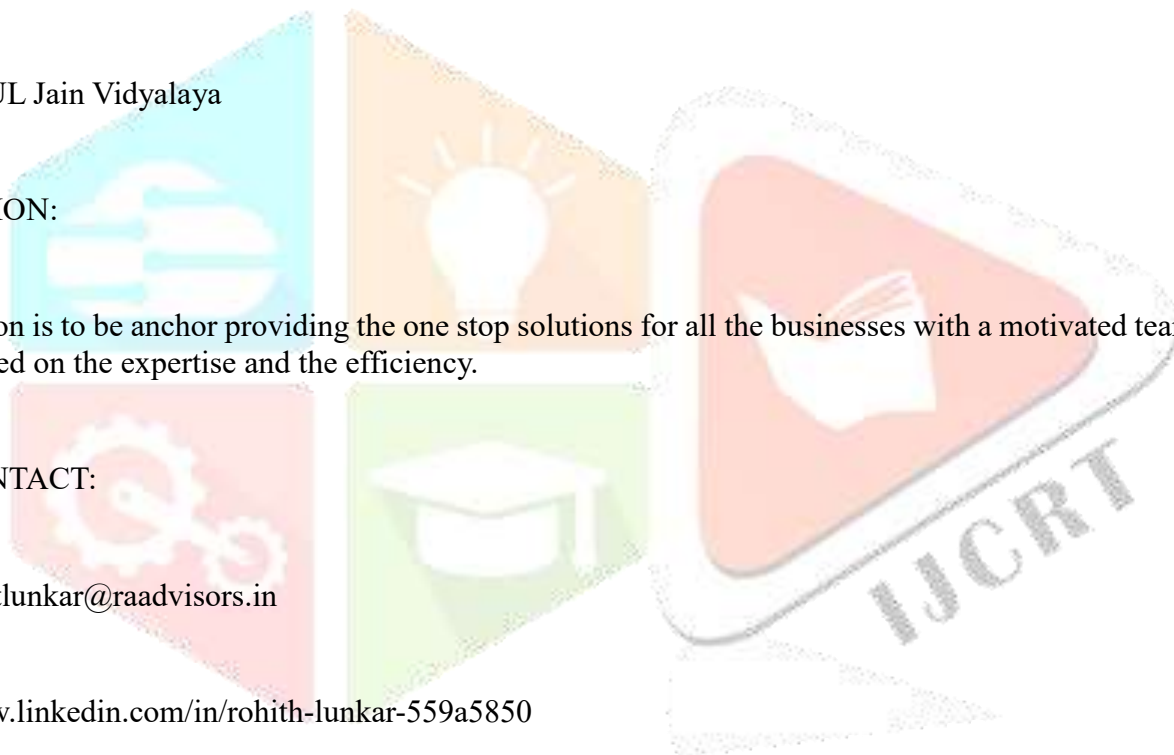 UL Jain Vidyalaya
ION:
on is to be anchor providing the one stop solutions for all the businesses with a motivated tea
ed on the expertise and the efficiency.
NTACT:
lunkar@raadvisors.in
.linkedin.com/in/rohith-lunkar-559a5850
IJCRT